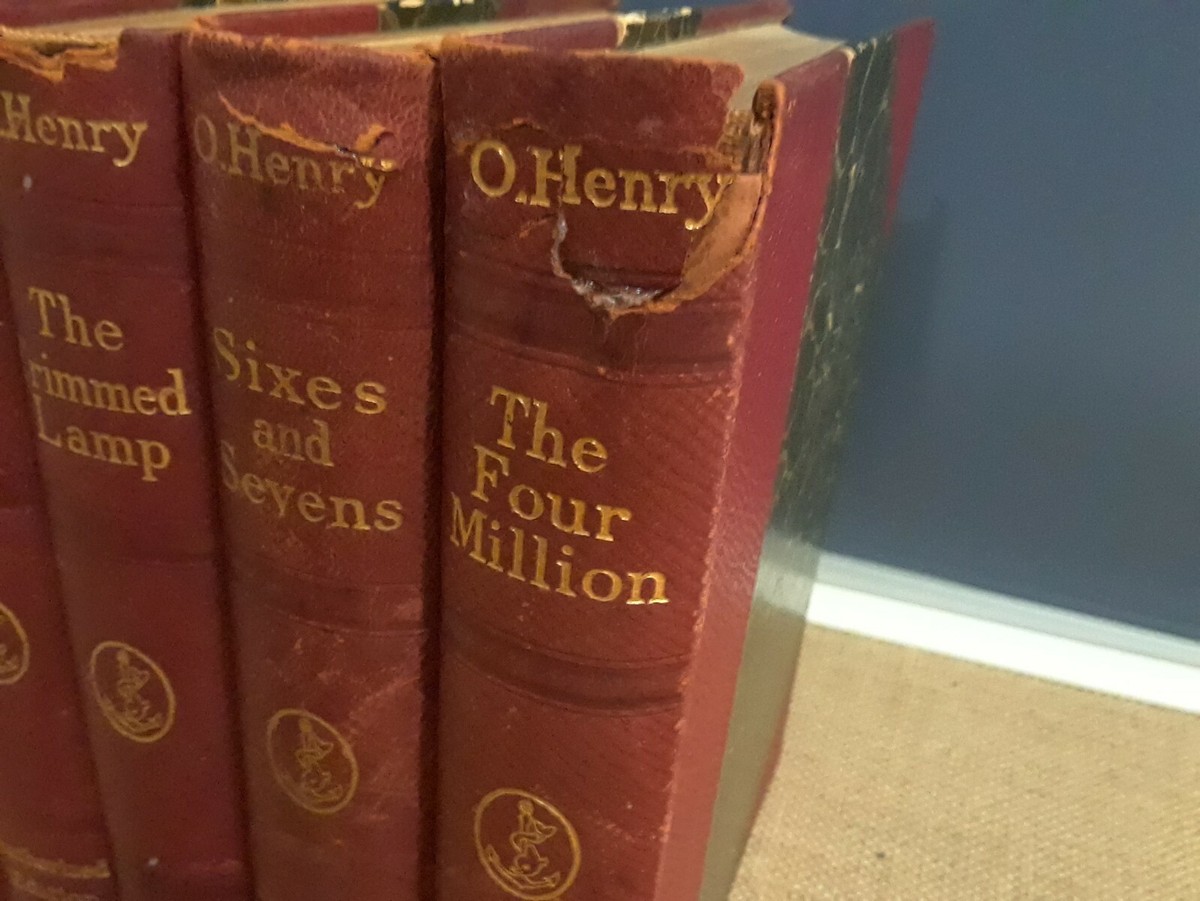 .Henry
The
rimmed
Lamp
O.Henry
Sixes
and
Sevens
O.Henry
The
Four
Million